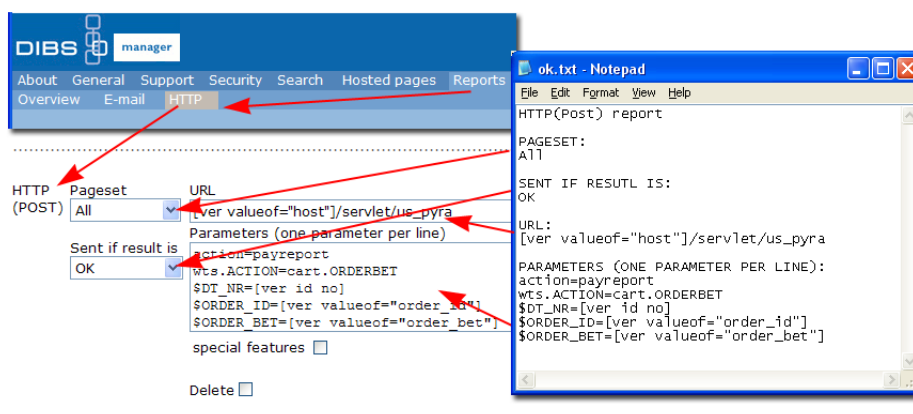 DIBS manager
About General Support Security Search Hosted pages Reports
Overview E-mail HTTP
HTTP (POST)
Pageset
All
Sent if result is
OK
URL
[ver valueof="host"]/servlet/us_pyra
Parameters (one parameter per line)
action=payreport
wts.ACTION=cart.ORDERBET
$DT_NR=[ver id no]
$ORDER_ID=[ver valueof="order_id"]
$ORDER_BET=[ver valueof="order_bet"]
special features
Delete
ok.txt - Notepad
File Edit Format View Help
HTTP(Post) report
PAGESET:
All
SENT IF RESUTL IS:
OK
URL:
[ver valueof="host"]/servlet/us_pyra
PARAMETERS (ONE PARAMETER PER LINE):
action=payreport
wts.ACTION=cart.ORDERBET
$DT_NR=[ver id no]
$ORDER_ID=[ver valueof="order_id"]
$ORDER_BET=[ver valueof="order_bet"]